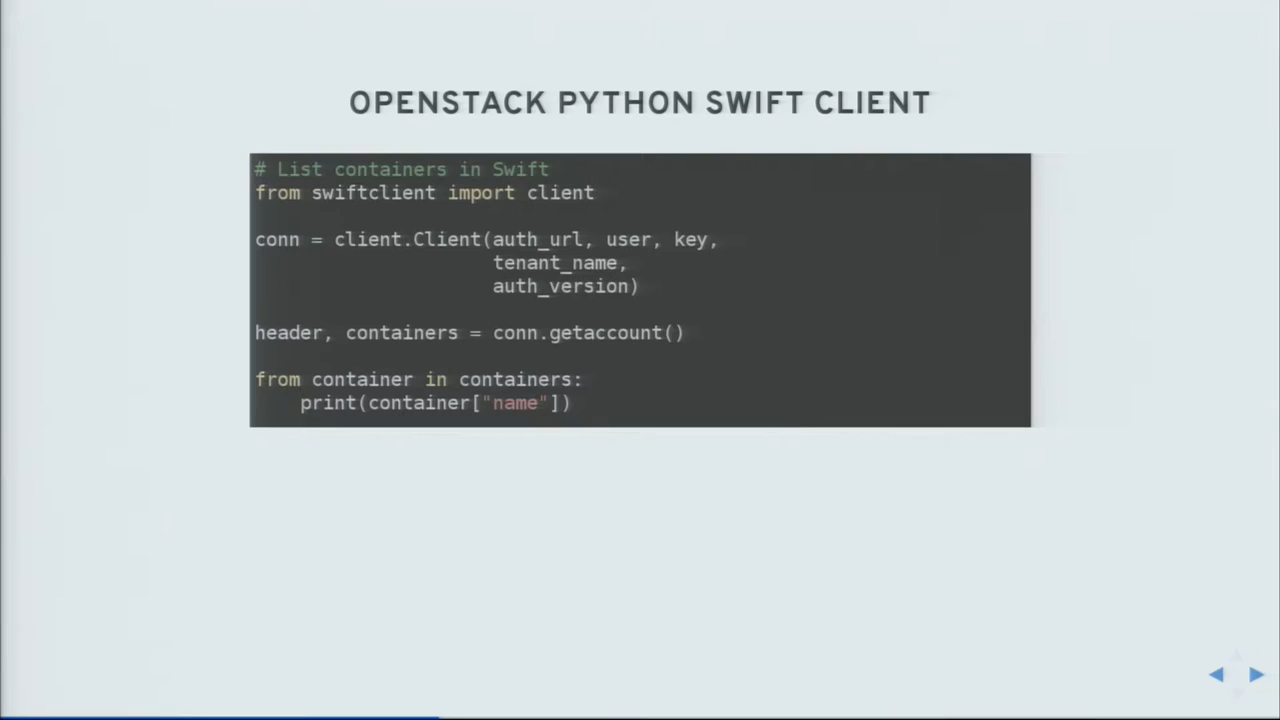 OPENSTACK PYTHON SWIFT CLIENT
# List containers in Swift
from swiftclient import client
conn = client.Client(auth_url, user, key,
tenant_name,
auth_version)
header, containers = conn.getaccount()
from container in containers:
print(container["name"])